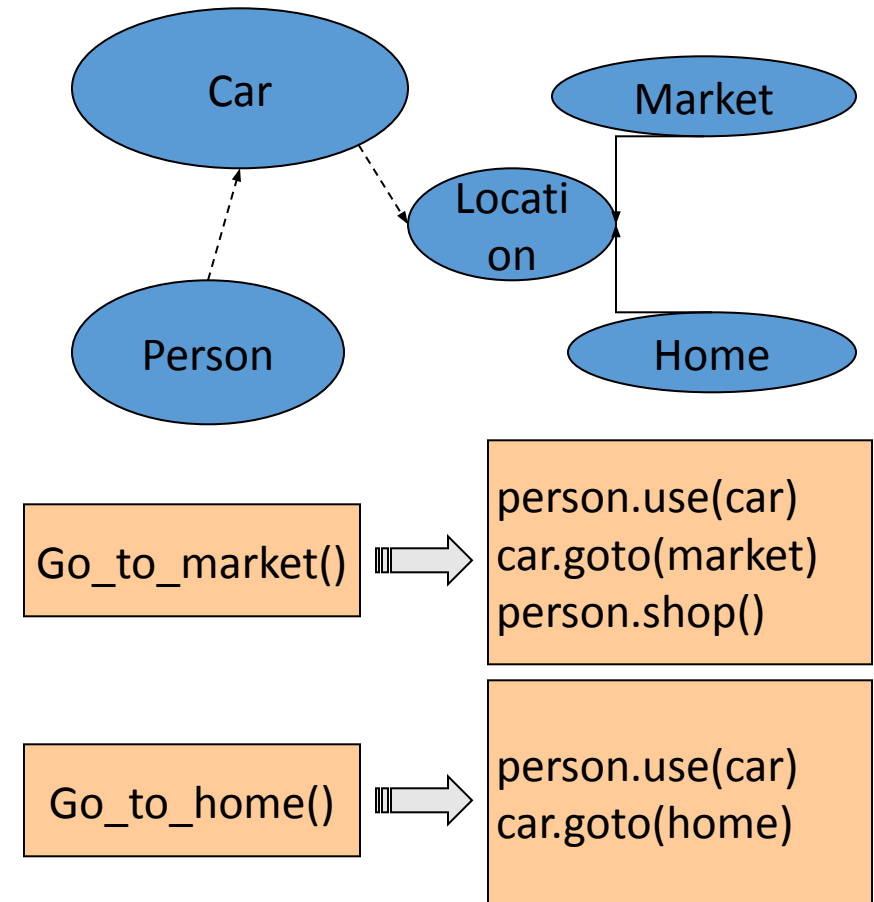 Car
Market
Locati
on
Person
Home
Go_to_market()
person.use(car)
car.goto(market)
person.shop()
Go_to_home()
person.use(car)
car.goto(home)